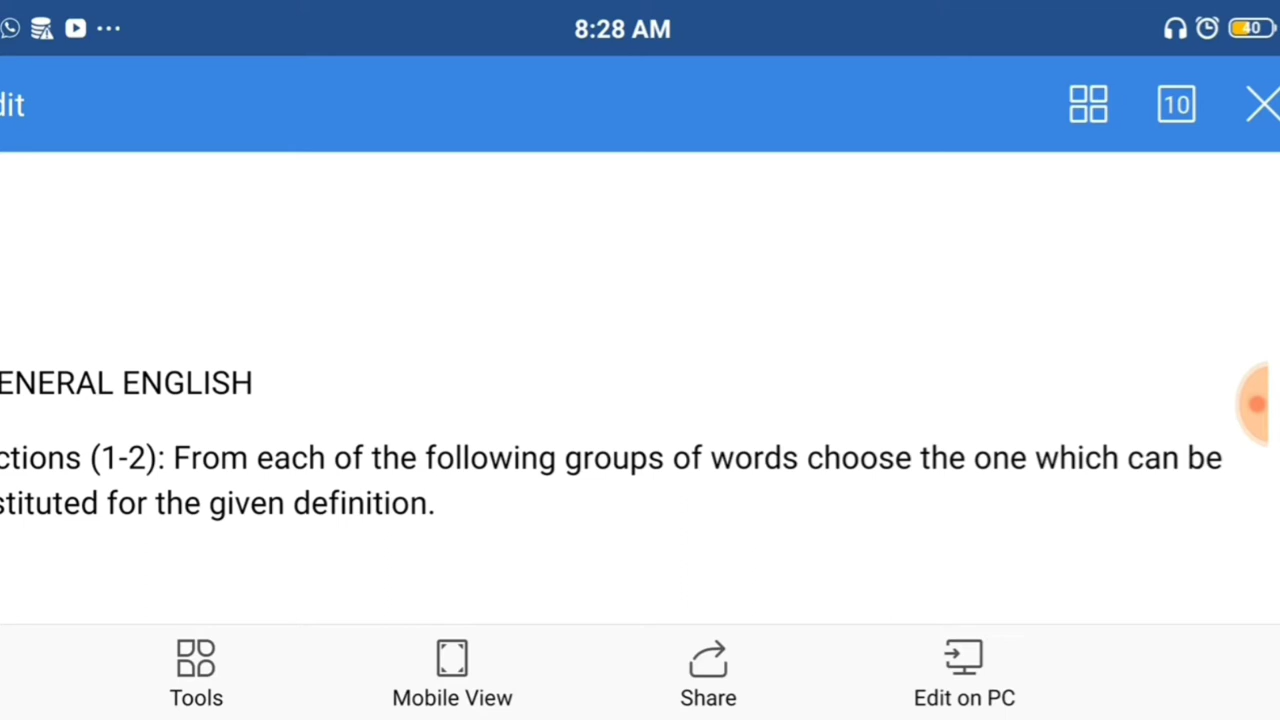 8:28 AM
40
dit
10
ENERAL ENGLISH
ctions (1-2): From each of the following groups of words choose the one which can be
stituted for the given definition.
Tools
Mobile View
Share
Edit on PC